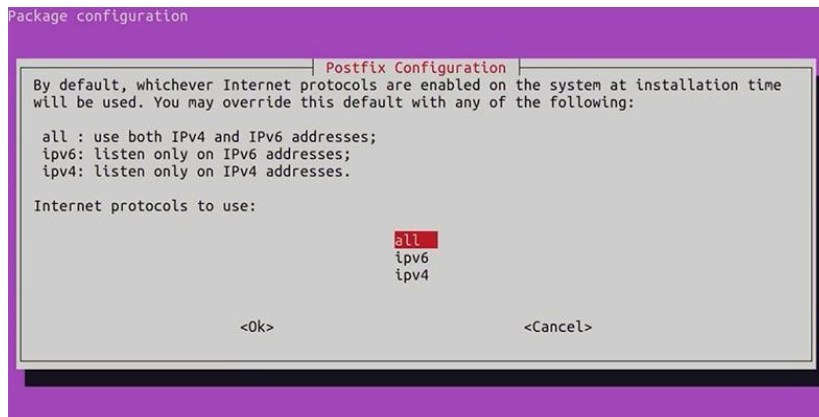 Package configuration
Postfix Configuration
By default, whichever Internet protocols are enabled on the system at installation time
will be used. You may override this default with any of the following:
all : use both IPv4 and IPv6 addresses;
ipv6: listen only on IPv6 addresses;
ipv4: listen only on IPv4 addresses.
Internet protocols to use:
all
ipv6
ipv4
<Ok> <Cancel>